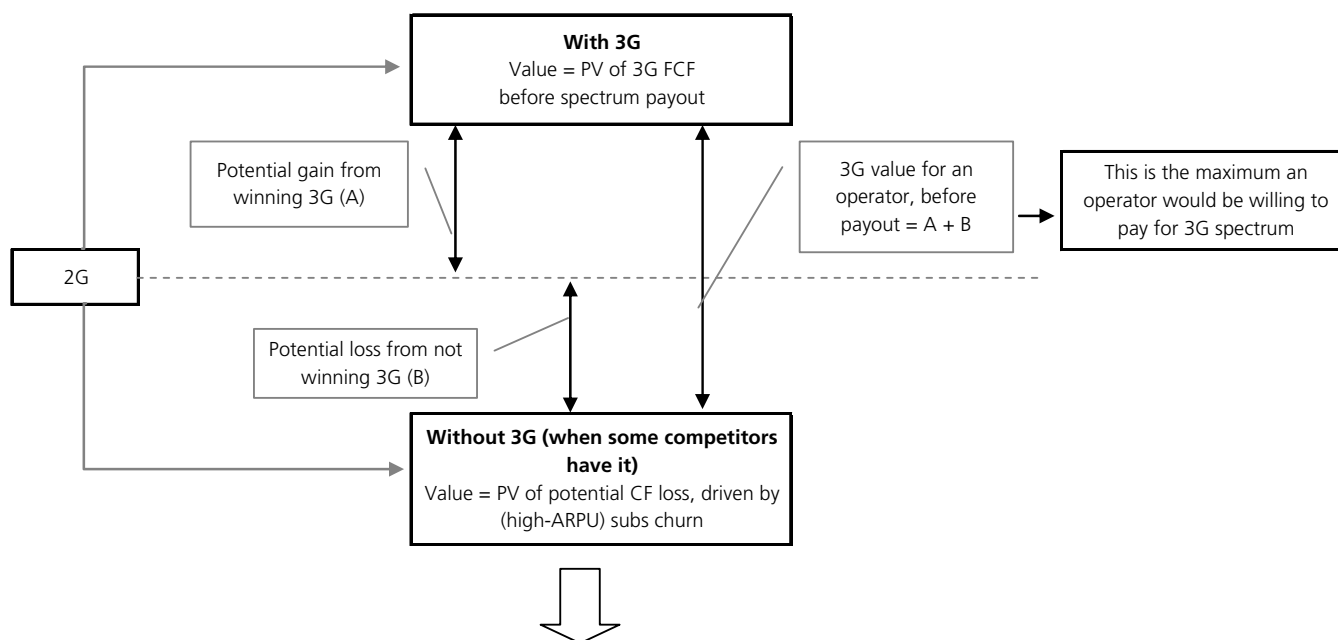 With 3G
Value = PV of 3G FCF
before spectrum payout
Potential gain from
winning 3G (A)
3G value for an
operator, before
payout = A + B
This is the maximum an
operator would be willing to
pay for 3G spectrum
2G
Potential loss from not
winning 3G (B)
Without 3G (when some competitors
have it)
Value = PV of potential CF loss, driven by
(high-ARPU) subs churn